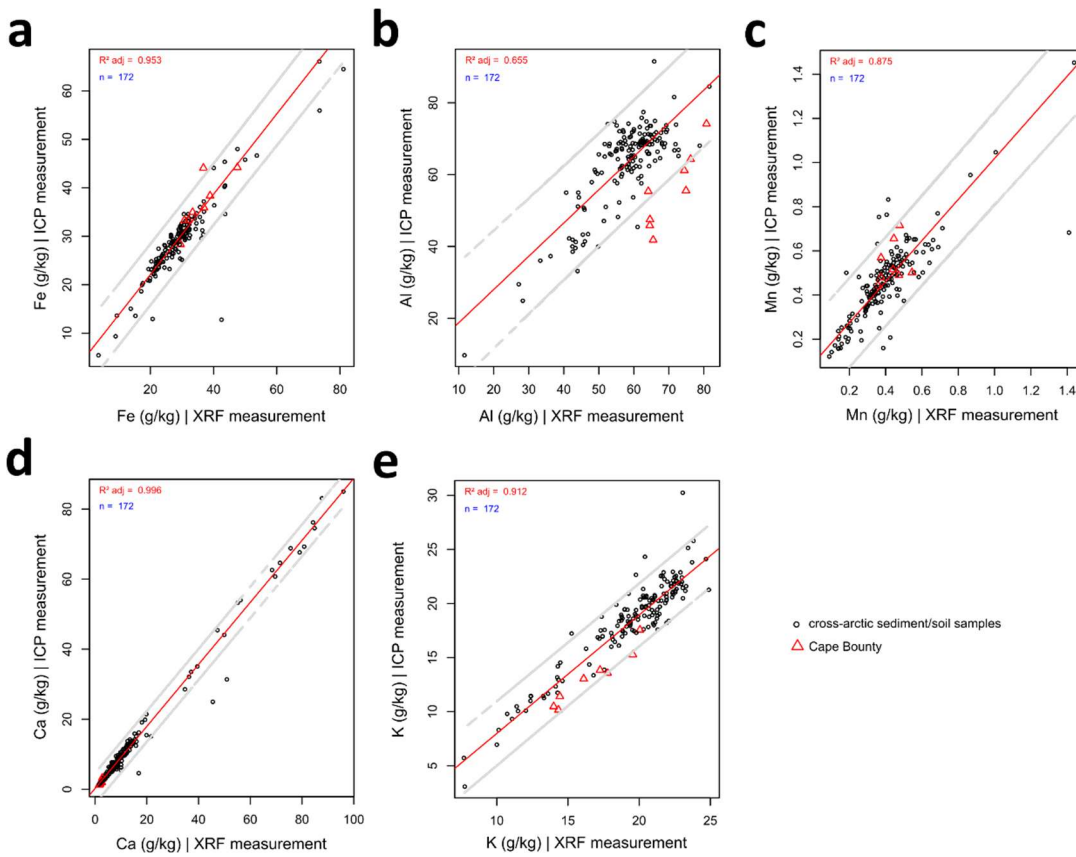 a
R² adj = 0.953
n = 172
Fe (g/kg) | ICP measurement
10 20 30 40 50 60
20 40 60 80
Fe (g/kg) | XRF measurement
b
R² adj = 0.655
n = 172
Al (g/kg) | ICP measurement
20 40 60 80
10 20 30 40 50 60 70 80
Al (g/kg) | XRF measurement
c
R² adj = 0.875
n = 172
Mn (g/kg) | ICP measurement
0.2 0.4 0.6 0.8 1.0 1.2 1.4
0.2 0.4 0.6 0.8 1.0 1.2 1.4
Mn (g/kg) | XRF measurement
d
R² adj = 0.996
n = 172
Ca (g/kg) | ICP measurement
0 20 40 60 80
0 20 40 60 80 100
Ca (g/kg) | XRF measurement
e
R² adj = 0.912
n = 172
K (g/kg) | ICP measurement
5 10 15 20 25 30
10 15 20 25
K (g/kg) | XRF measurement
cross-arctic sediment/soil samples
Cape Bounty